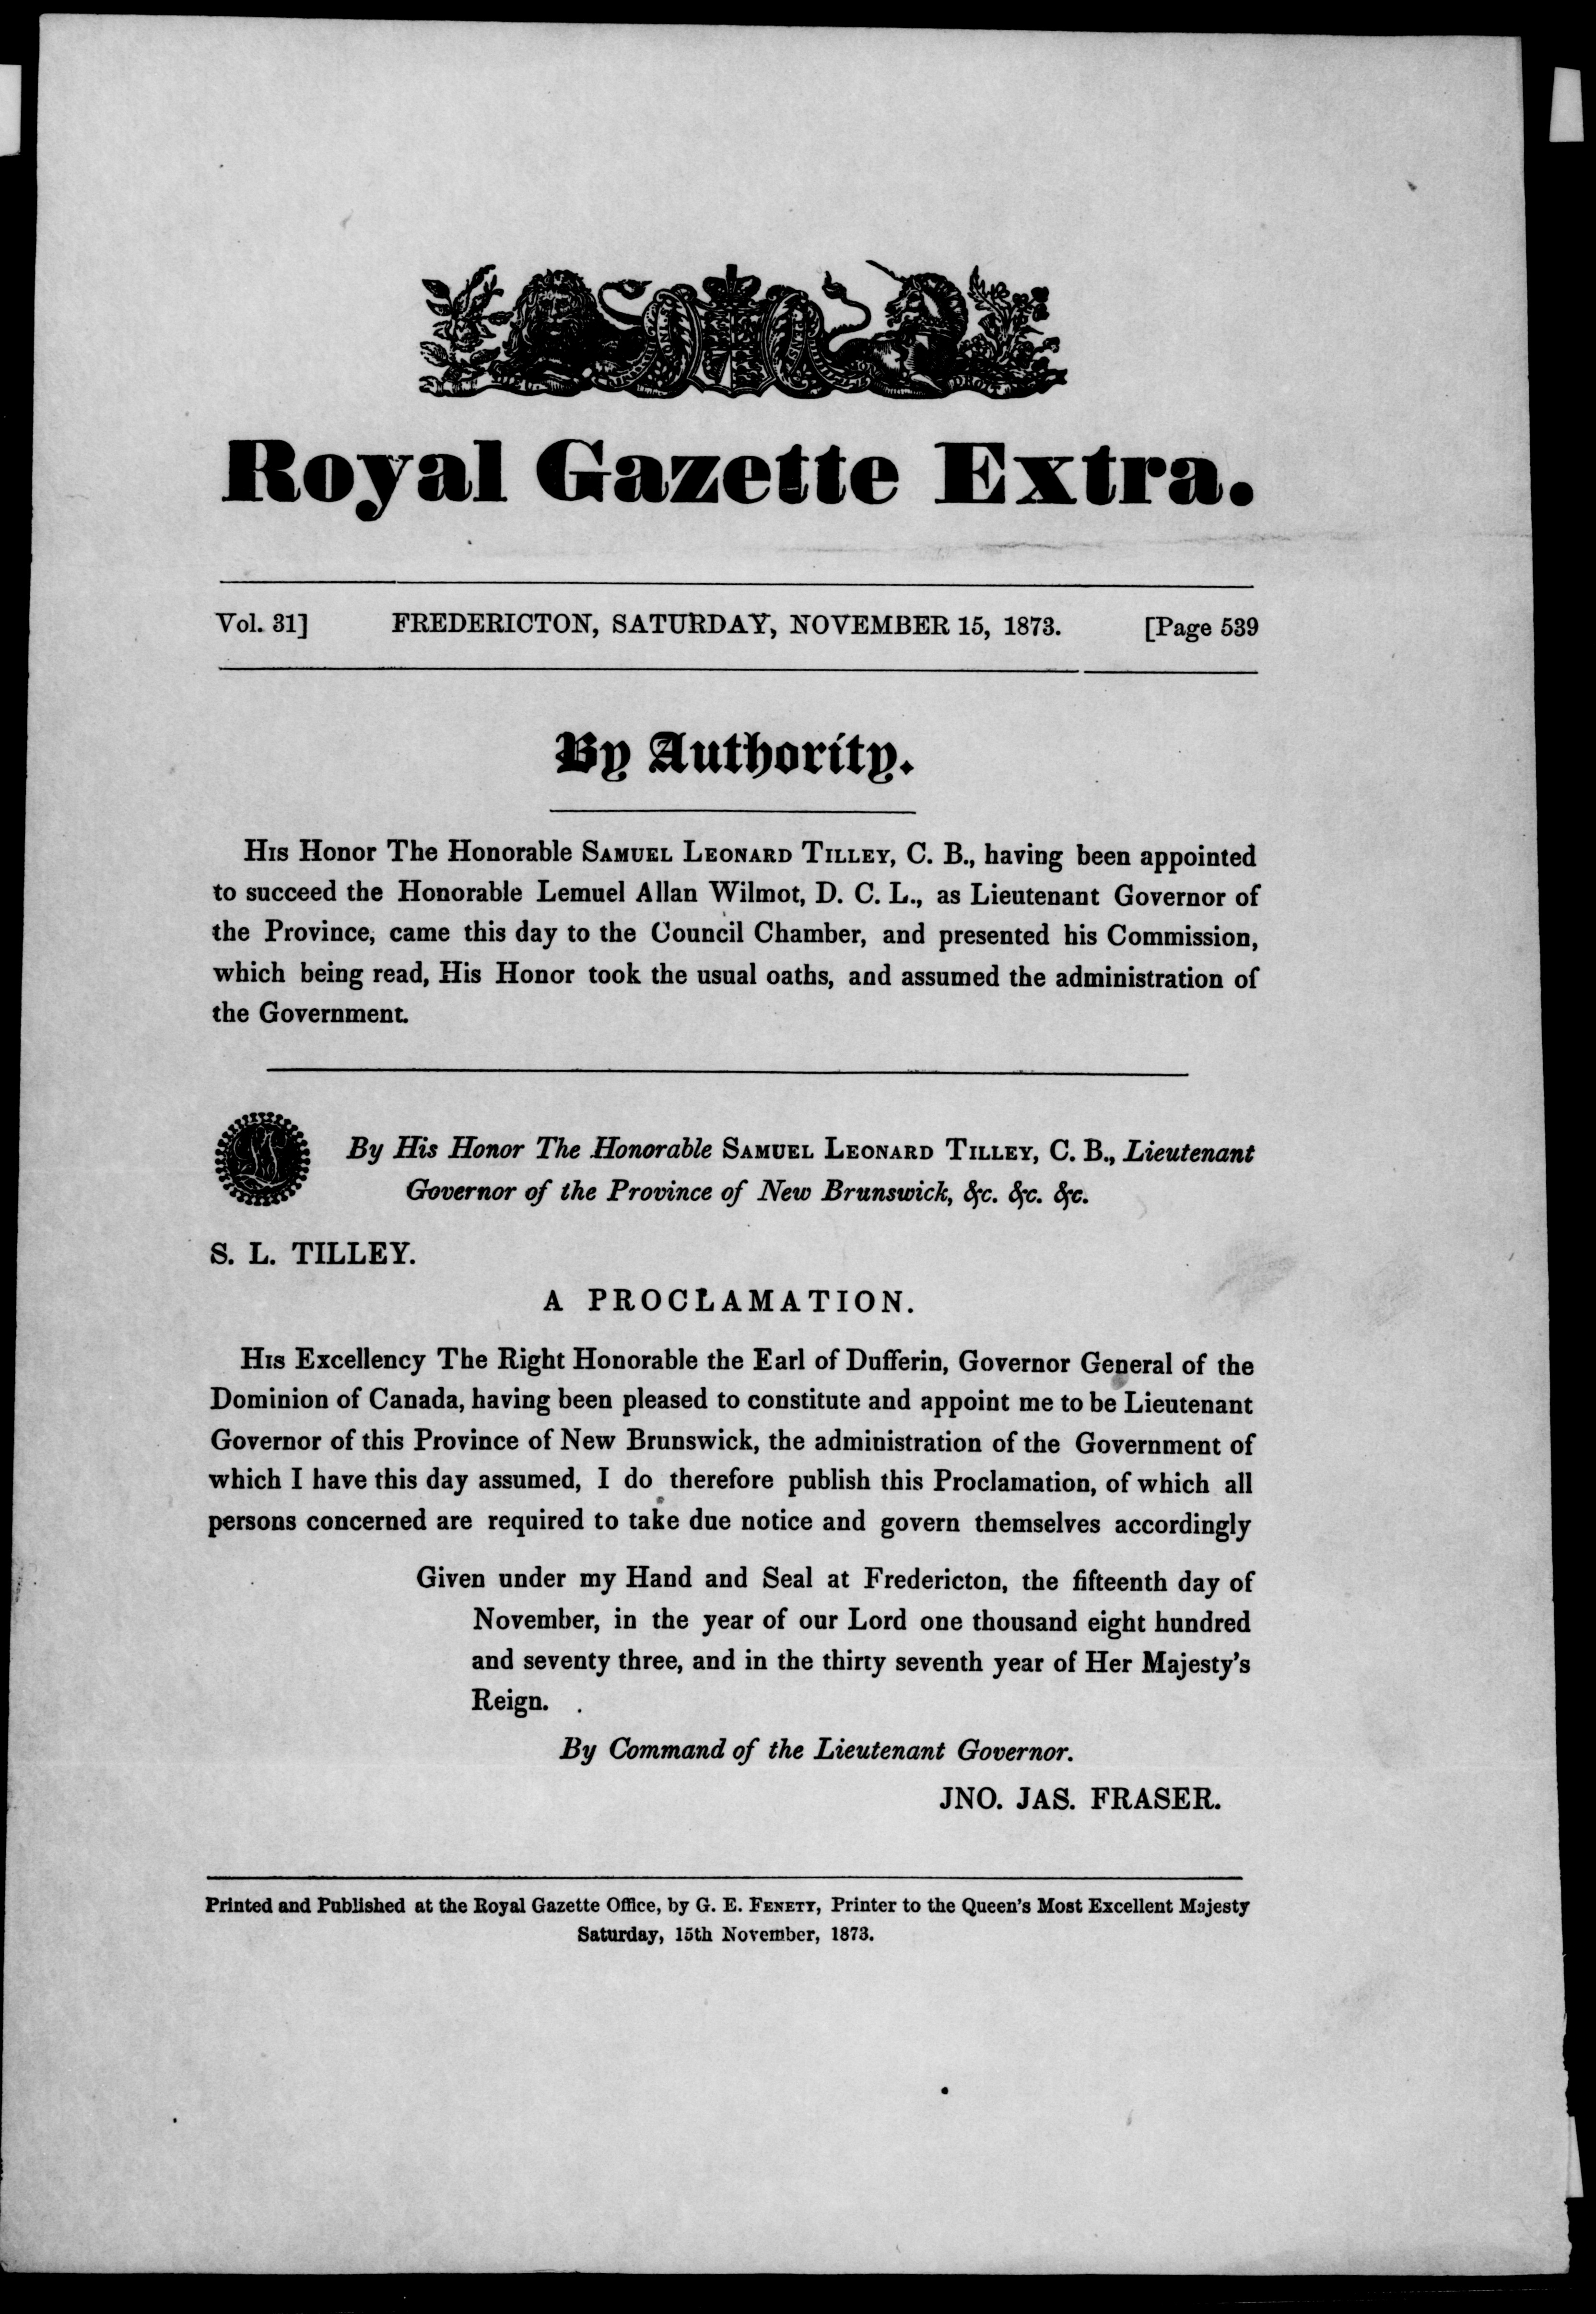 Royal Gazette Extra.
Vol. 31] FREDERICTON, SATURDAY, NOVEMBER 15, 1873. [Page 539
By Authority.
HIS Honor The Honorable SAMUEL LEONARD TILLEY, C. B., having been appointed
to succeed the Honorable Lemuel Allan Wilmot, D. C. L., as Lieutenant Governor of
the Province, came this day to the Council Chamber, and presented his Commission,
which being read, His Honor took the usual oaths, and assumed the administration of
the Government.
By His Honor The Honorable SAMUEL LEONARD TILLEY, C. B., Lieutenant
Governor of the Province of New Brunswick, &c. &c. &c.
S. L. TILLEY.
A PROCLAMATION.
HIS Excellency The Right Honorable the Earl of Dufferin, Governor General of the
Dominion of Canada, having been pleased to constitute and appoint me to be Lieutenant
Governor of this Province of New Brunswick, the administration of the Government of
which I have this day assumed, I do therefore publish this Proclamation, of which all
persons concerned are required to take due notice and govern themselves accordingly
Given under my Hand and Seal at Fredericton, the fifteenth day of
November, in the year of our Lord one thousand eight hundred
and seventy three, and in the thirty seventh year of Her Majesty's
Reign.
By Command of the Lieutenant Governor.
JNO. JAS. FRASER.
Printed and Published at the Royal Gazette Office, by G. E. FENETY, Printer to the Queen's Most Excellent Majesty
Saturday, 15th November, 1873.